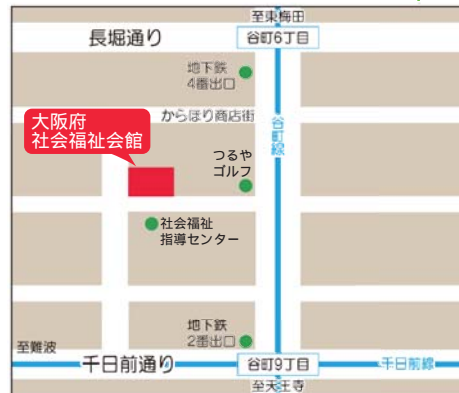 至東梅田
長堀通り
谷町6丁目
地下鉄
4番出口
からほり商店街
大阪府
社会福祉会館
谷町線
つるや
ゴルフ
社会福祉
指導センター
地下鉄
2番出口
至難波
千日前通り
谷町9丁目
千日前線
至天王寺